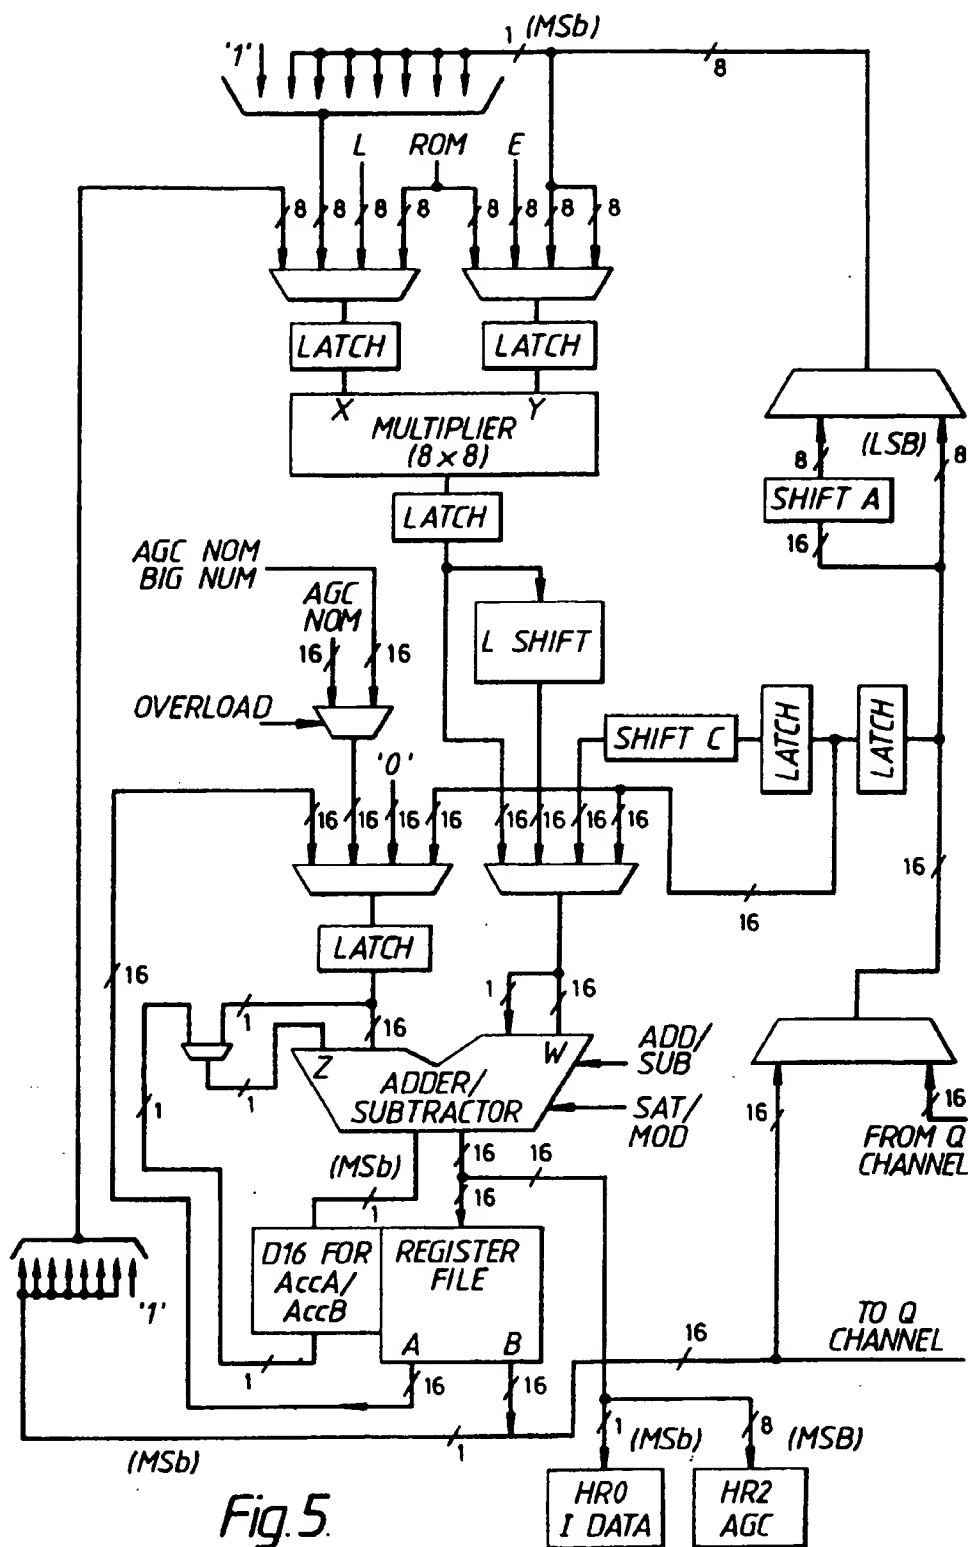 '1'
1
(MSb)
8
L
ROM
E
8
8
8
8
8
8
8
8
LATCH
LATCH
X
Y
MULTIPLIER
(8 x 8)
LATCH
(LSB)
8
8
SHIFT A
16
AGC NOM
BIG NUM
AGC
NOM
16
16
OVERLOAD
L SHIFT
SHIFT C
LATCH
LATCH
'0'
16
16
16
16
16
16
16
16
16
16
LATCH
16
1
16
1
16
1
1
Z
W
ADDER/
SUBTRACTOR
ADD/
SUB
SAT/
MOD
16
16
FROM Q
CHANNEL
(MSb)
1
16
16
16
D16 FOR
AccA/
AccB
REGISTER
FILE
A
B
'1'
1
16
16
16
TO Q
CHANNEL
(MSb)
1
1
(MSb)
8
(MSB)
HR0
I DATA
HR2
AGC
Fig.5.